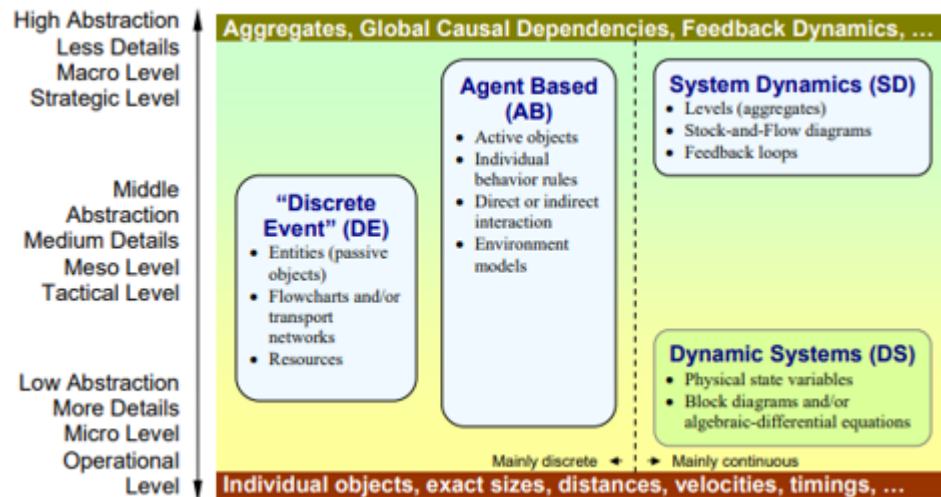 High Abstraction
Less Details
Macro Level
Strategic Level
Middle
Abstraction
Medium Details
Meso Level
Tactical Level
Low Abstraction
More Details
Micro Level
Operational
Level
Aggregates, Global Causal Dependencies, Feedback Dynamics, …
“Discrete
Event” (DE)
• Entities (passive
objects)
• Flowcharts and/or
transport
networks
• Resources
Agent Based
(AB)
• Active objects
• Individual
behavior rules
• Direct or indirect
interaction
• Environment
models
System Dynamics (SD)
• Levels (aggregates)
• Stock-and-Flow diagrams
• Feedback loops
Dynamic Systems (DS)
• Physical state variables
• Block diagrams and/or
algebraic-differential equations
Mainly discrete
Mainly continuous
Individual objects, exact sizes, distances, velocities, timings, …